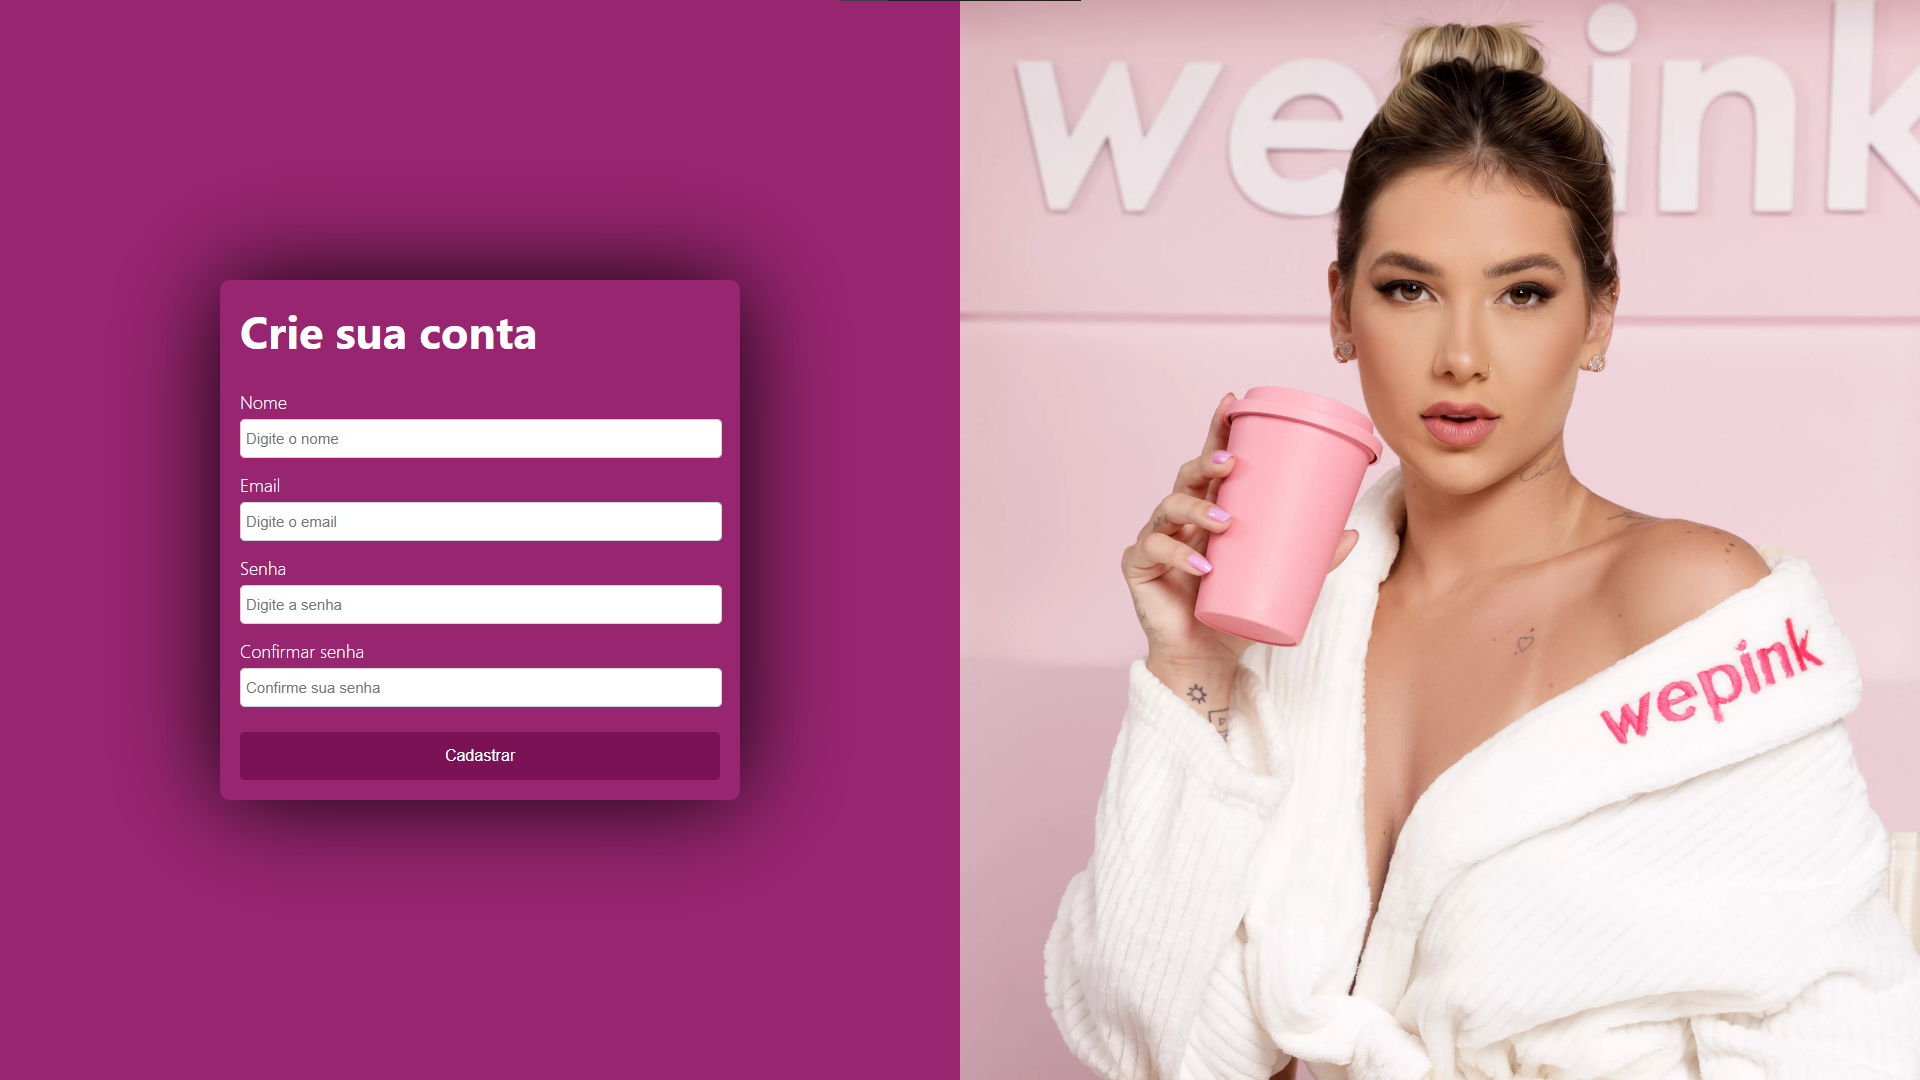 Crie sua conta
Nome
Digite o nome
Email
Digite o email
Senha
Digite a senha
Confirmar senha
Confirme sua senha
Cadastrar
we ink
wepink